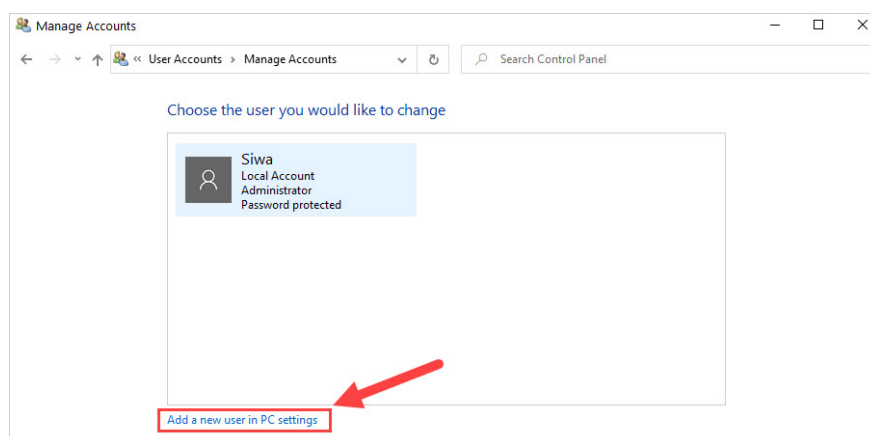 Manage Accounts
« User Accounts › Manage Accounts
Search Control Panel
Choose the user you would like to change
Siwa
Local Account
Administrator
Password protected
Add a new user in PC settings